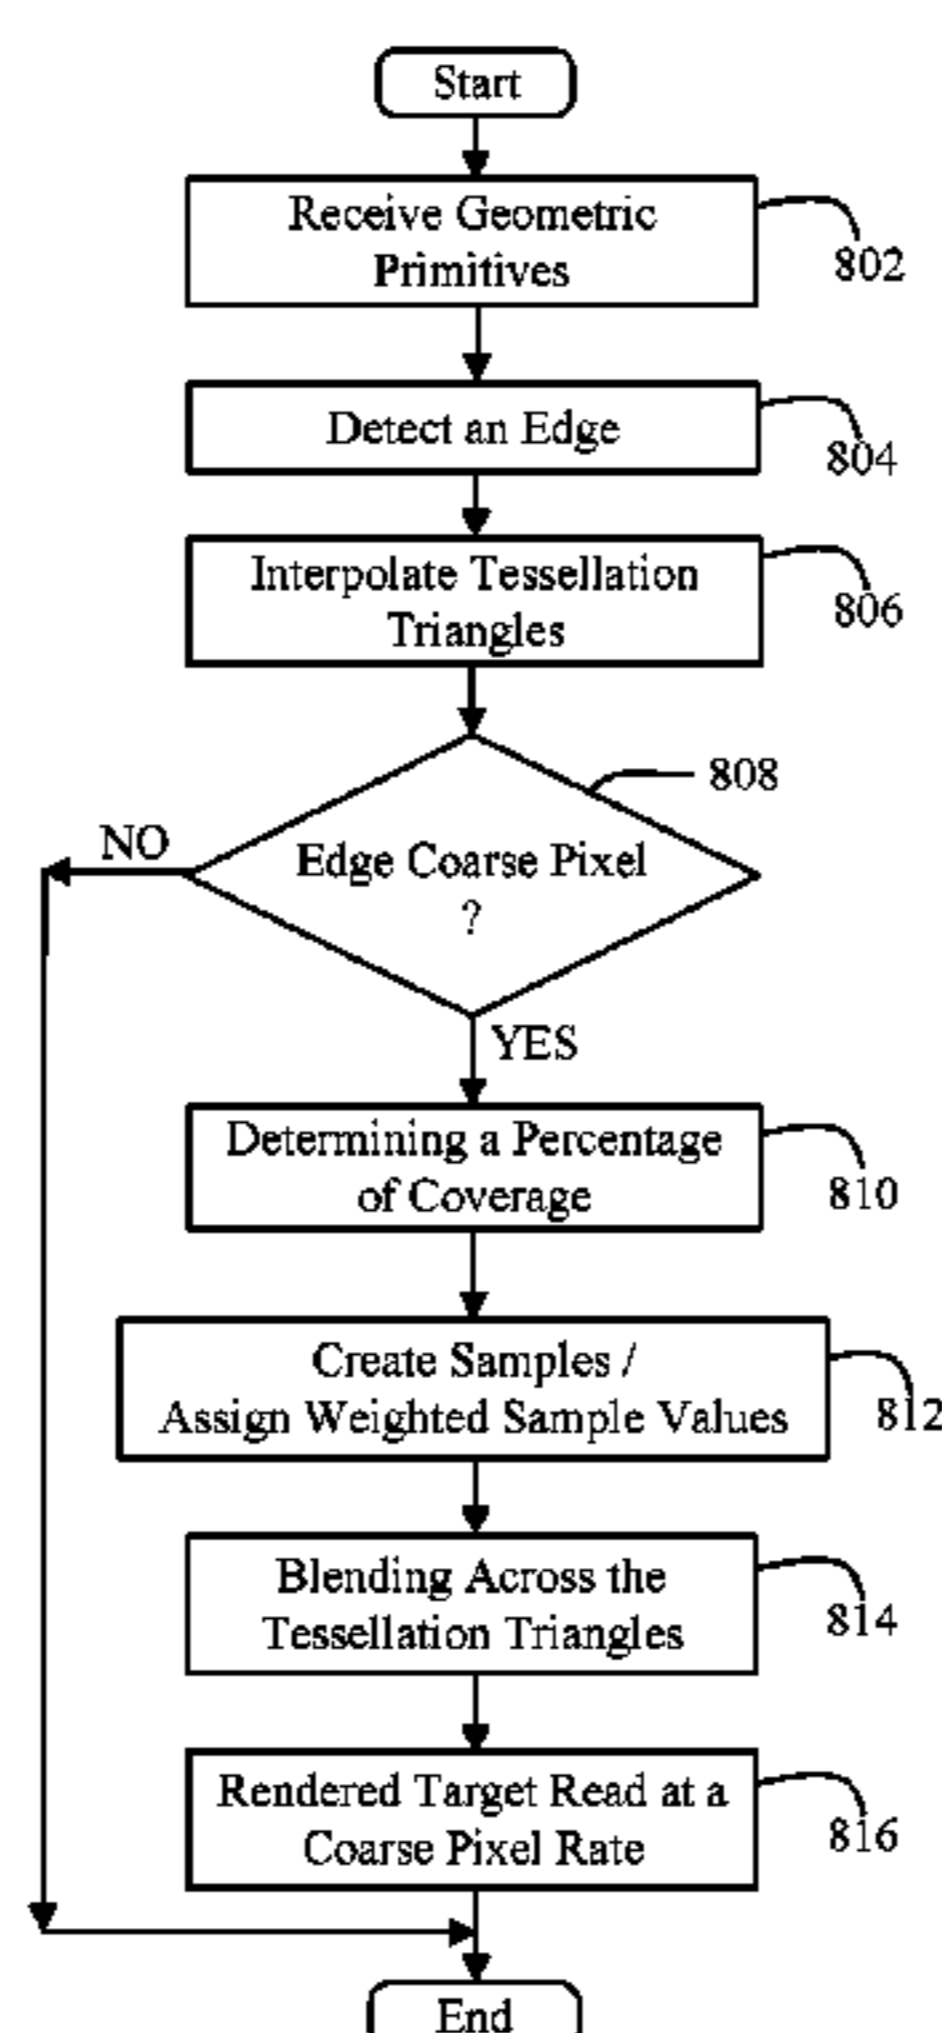 Start
Receive Geometric
Primitives
802
Detect an Edge
804
Interpolate Tessellation
Triangles
806
808
NO
Edge Coarse Pixel
?
YES
Determining a Percentage
of Coverage
810
Create Samples /
Assign Weighted Sample Values
812
Blending Across the
Tessellation Triangles
814
Rendered Target Read at a
Coarse Pixel Rate
816
End